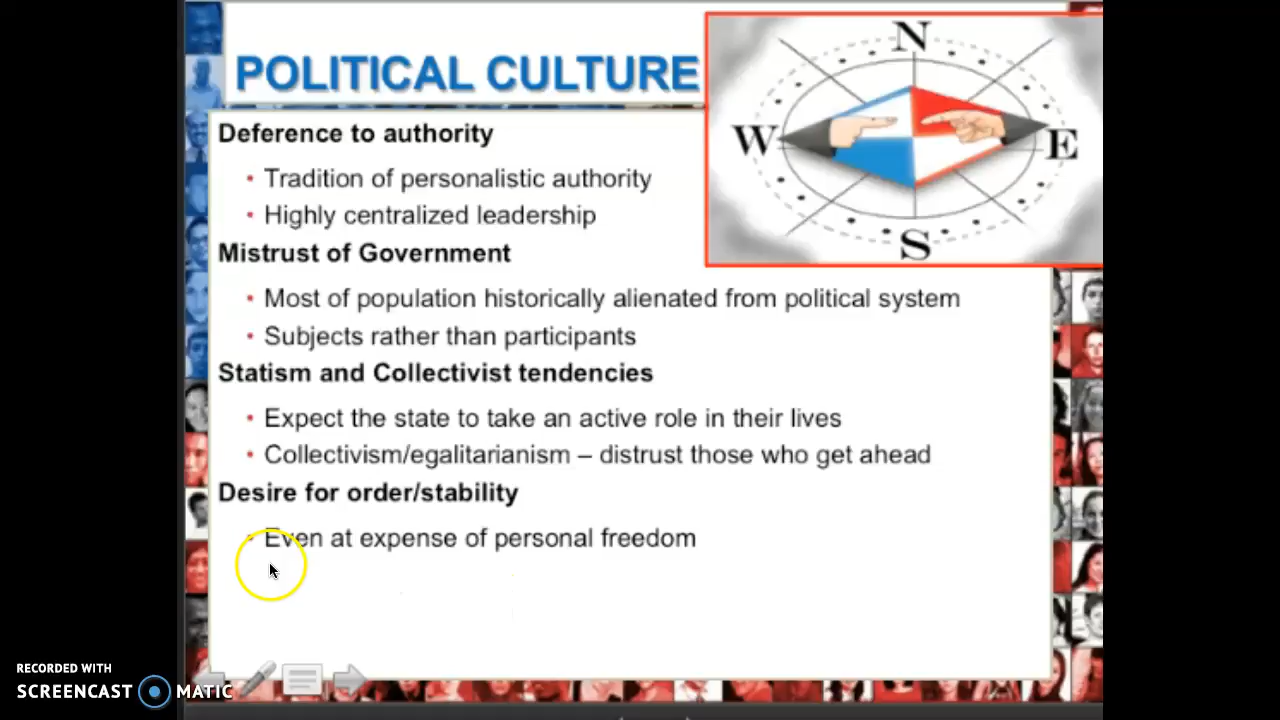 POLITICAL CULTURE
N
W
E
S
Deference to authority
• Tradition of personalistic authority
• Highly centralized leadership
Mistrust of Government
• Most of population historically alienated from political system
• Subjects rather than participants
Statism and Collectivist tendencies
• Expect the state to take an active role in their lives
• Collectivism/egalitarianism – distrust those who get ahead
Desire for order/stability
• Even at expense of personal freedom
RECORDED WITH
SCREENCAST MATIC